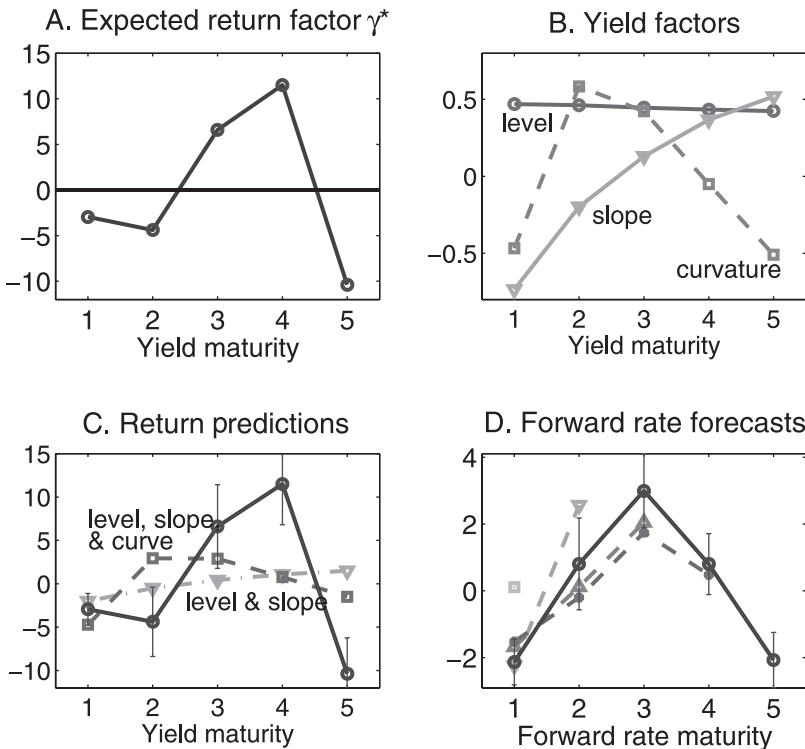 A. Expected return factor γ*
15
10
5
0
−5
−10
1 2 3 4 5
Yield maturity
B. Yield factors
0.5
0
−0.5
level
slope
curvature
1 2 3 4 5
Yield maturity
C. Return predictions
15
10
5
0
−5
−10
level, slope
& curve
level & slope
1 2 3 4 5
Yield maturity
D. Forward rate forecasts
4
2
0
−2
1 2 3 4 5
Forward rate maturity